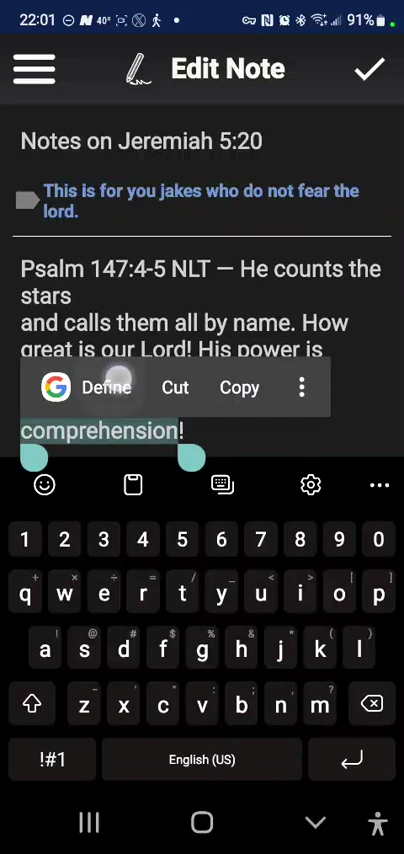 22:01 40° 91%
Edit Note
Notes on Jeremiah 5:20
This is for you jakes who do not fear the
lord.
Psalm 147:4-5 NLT — He counts the
stars
and calls them all by name. How
great is our Lord! His power is
Define Cut Copy
comprehension!
1 2 3 4 5 6 7 8 9 0
+ × ÷ = / _ < > [ ]
q w e r t y u i o p
! @ # $ % ^ & * ( )
a s d f g h j k l
- ' " : ; , ?
z x c v b n m
!#1 English (US)